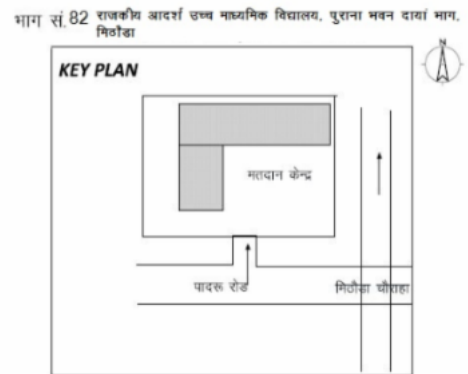 भाग सं. 82 राजकीय आदर्श उच्च माध्यमिक विद्यालय, पुराना भवन दायां भाग,
मिठौडा
N
KEY PLAN
मतदान केन्द्र
पादरू रोड
मिठौडा चौराहा